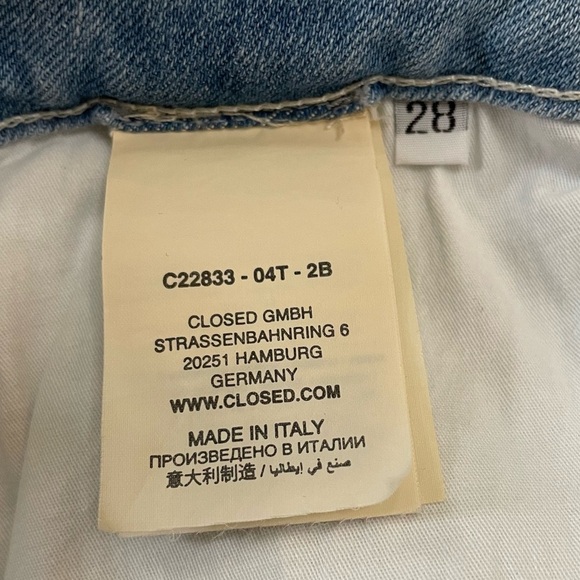 28
C22833 - 04T - 2B
CLOSED GMBH
STRASSENBAHNRING 6
20251 HAMBURG
GERMANY
WWW.CLOSED.COM
MADE IN ITALY
ПРОИЗВЕДЕНО В ИТАЛИИ
意大利制造 / صنع في إيطاليا